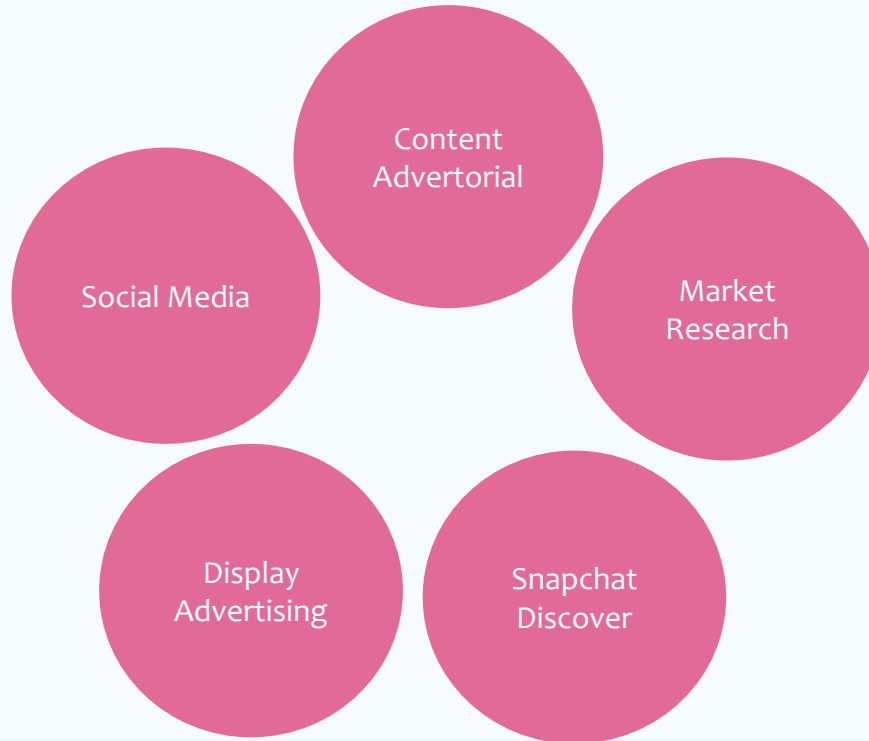 Content
Advertorial
Social Media
Market
Research
Display
Advertising
Snapchat
Discover